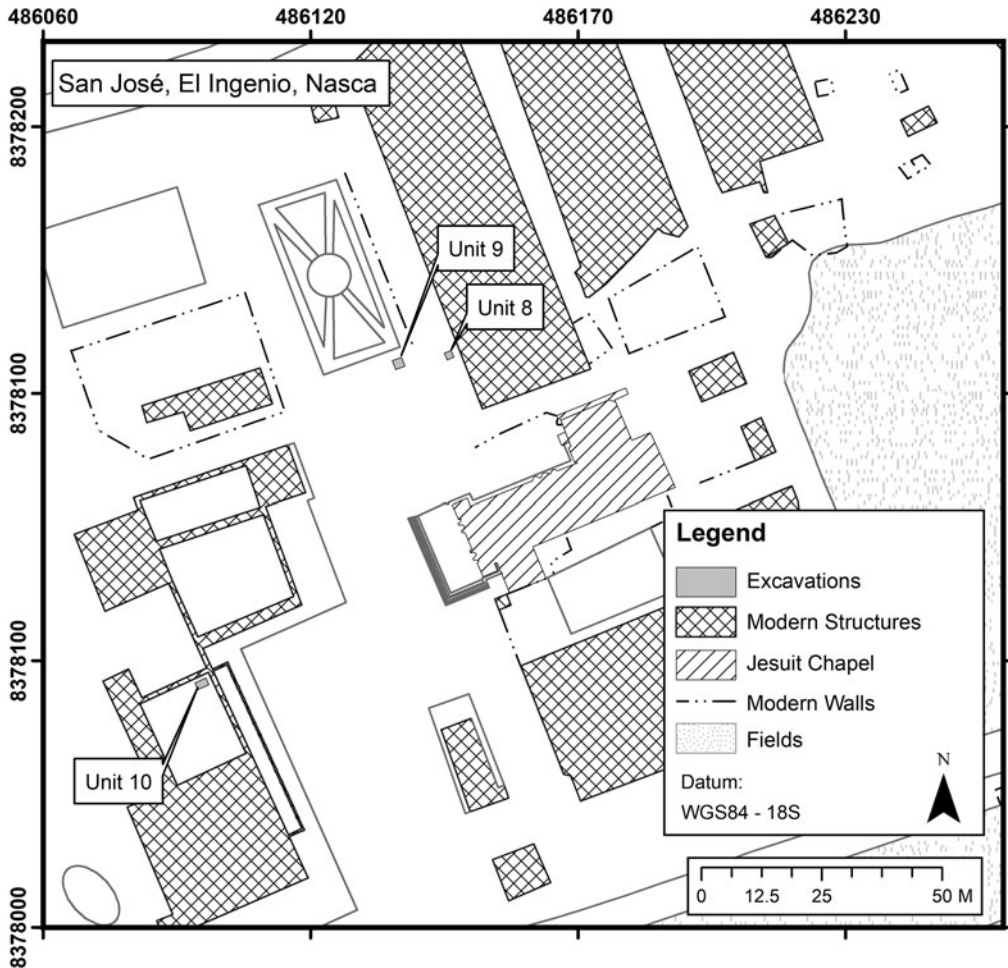 486060 486120 486170 486230
8378200
8378100
8378100
8378000
San José, El Ingenio, Nasca
Unit 9
Unit 8
Unit 10
Legend
Excavations
Modern Structures
Jesuit Chapel
Modern Walls
Fields
Datum:
WGS84 - 18S
N
0 12.5 25 50 M